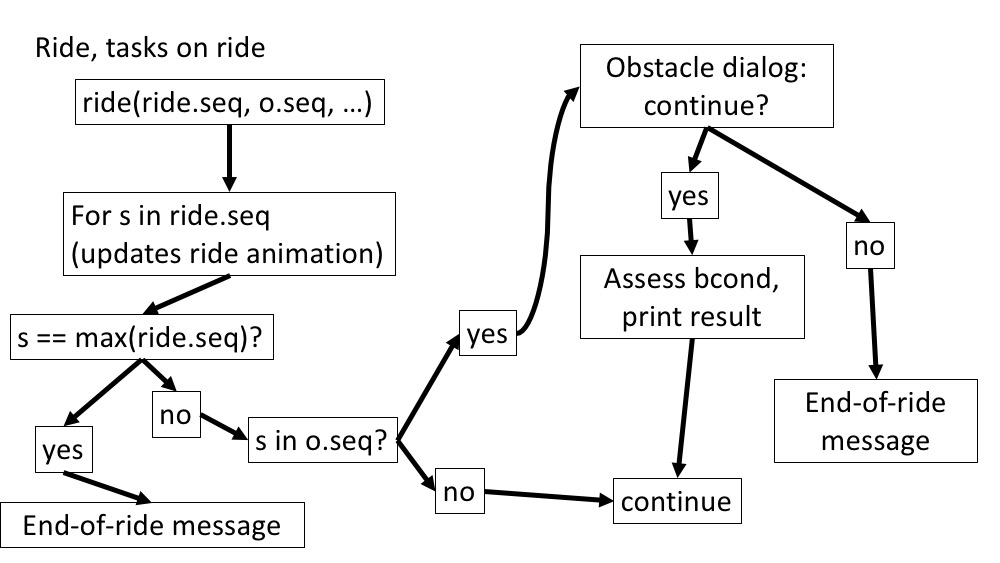 Ride, tasks on ride
ride(ride.seq, o.seq, …)
For s in ride.seq
(updates ride animation)
s == max(ride.seq)?
yes
no
End-of-ride message
s in o.seq?
yes
no
Obstacle dialog:
continue?
yes
no
Assess bcond,
print result
continue
End-of-ride
message